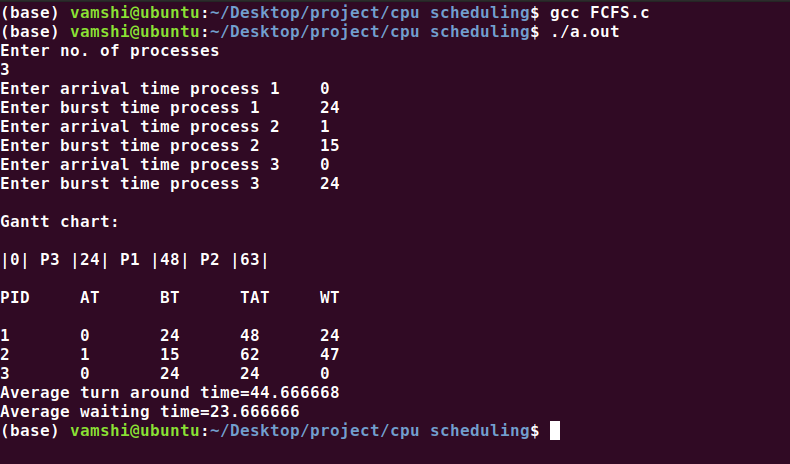 (base) vamshi@ubuntu:~/Desktop/project/cpu scheduling$ gcc FCFS.c
(base) vamshi@ubuntu:~/Desktop/project/cpu scheduling$ ./a.out
Enter no. of processes
3
Enter arrival time process 1    0
Enter burst time process 1      24
Enter arrival time process 2    1
Enter burst time process 2      15
Enter arrival time process 3    0
Enter burst time process 3      24
Gantt chart:
|0| P3 |24| P1 |48| P2 |63|
PID     AT      BT      TAT     WT
1       0       24      48      24
2       1       15      62      47
3       0       24      24      0
Average turn around time=44.666668
Average waiting time=23.666666
(base) vamshi@ubuntu:~/Desktop/project/cpu scheduling$